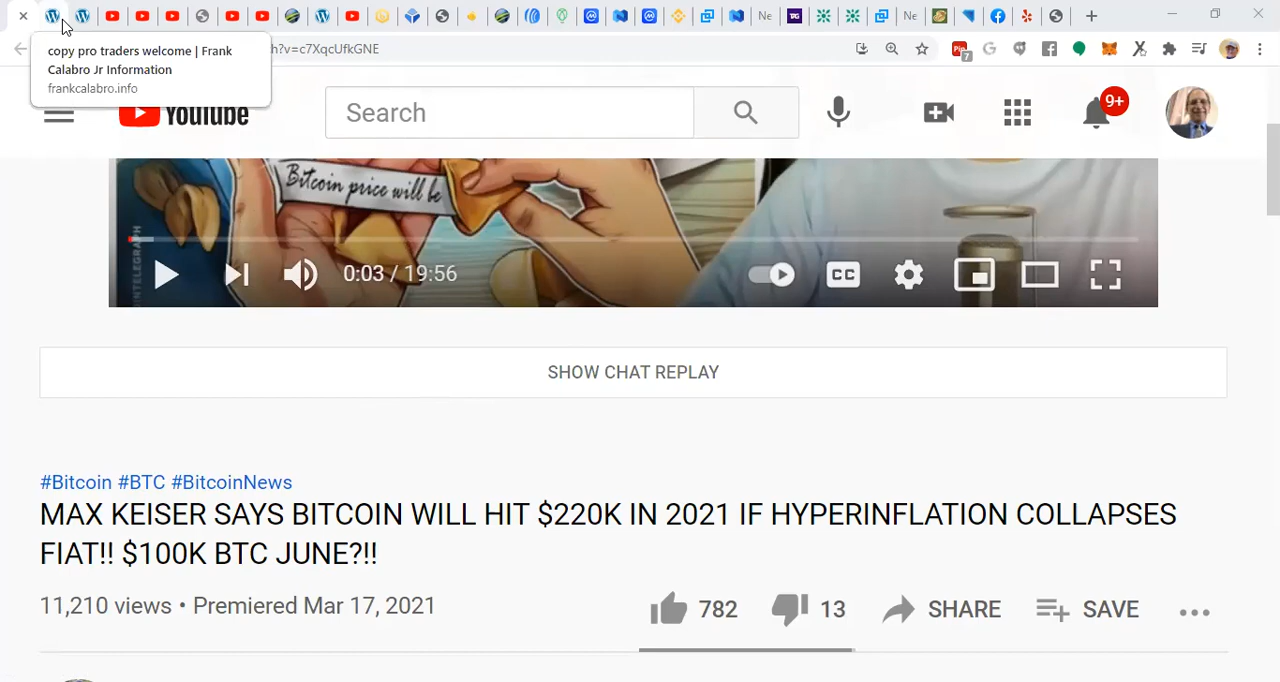 Ne
TG
Ne
copy pro traders welcome | Frank
Calabro Jr Information
frankcalabro.info
h?v=c7XqcUfkGNE
7
YouTube
Search
9+
Bitcoin price will be
INTELEGRAPH
0:03 / 19:56
CC
SHOW CHAT REPLAY
#Bitcoin #BTC #BitcoinNews
MAX KEISER SAYS BITCOIN WILL HIT $220K IN 2021 IF HYPERINFLATION COLLAPSES
FIAT!! $100K BTC JUNE?!!
11,210 views • Premiered Mar 17, 2021
782
13
SHARE
SAVE